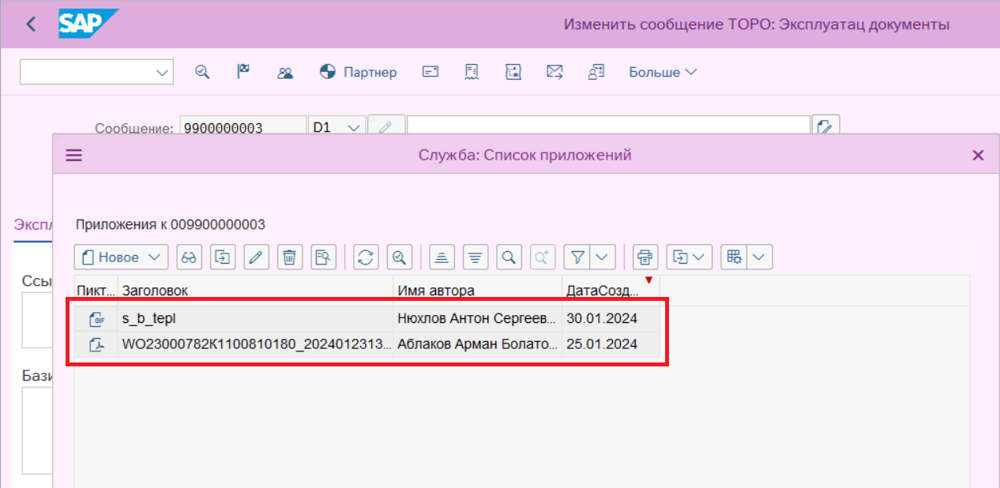 SAP
Изменить сообщение ТОРО: Эксплуатац документы
Партнер
Больше
Сообщение: 9900000003 D1
Служба: Список приложений
Экспл
Приложения к 009900000003
Новое
Ссы
Пикт... Заголовок Имя автора ДатаСозд...
GIF s_b_tepl Нюхлов Антон Сергеев... 30.01.2024
WO23000782K1100810180_2024012313... Аблаков Арман Болато... 25.01.2024
Бази